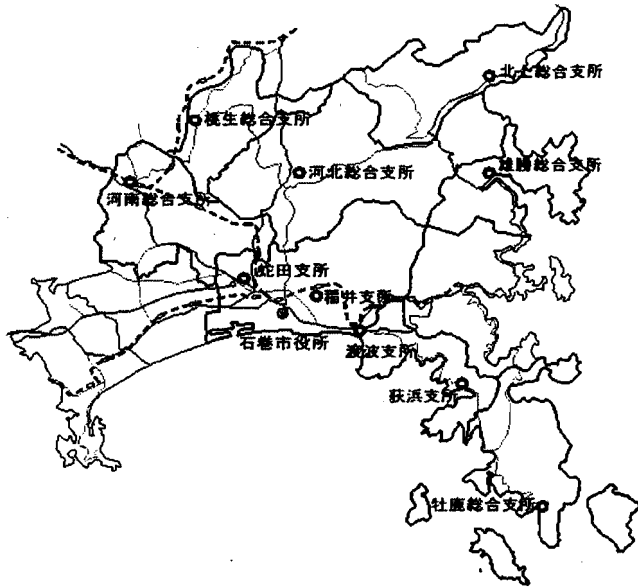 北上総合支所
桃生総合支所
河北総合支所
雄勝総合支所
河南総合支所
蛇田支所
稲井支所
石巻市役所
渡波支所
荻浜支所
牡鹿総合支所